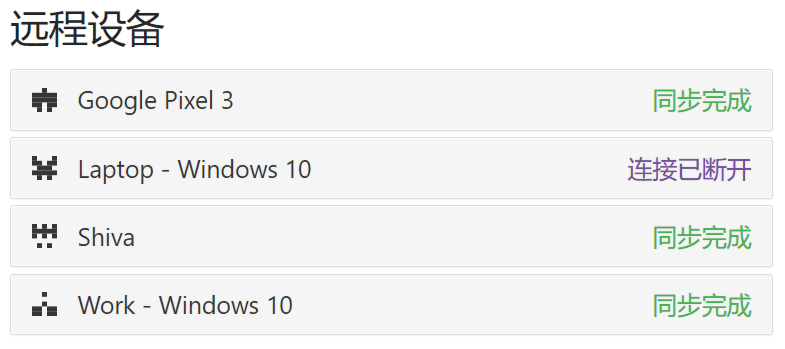 远程设备
Google Pixel 3 同步完成
Laptop - Windows 10 连接已断开
Shiva 同步完成
Work - Windows 10 同步完成